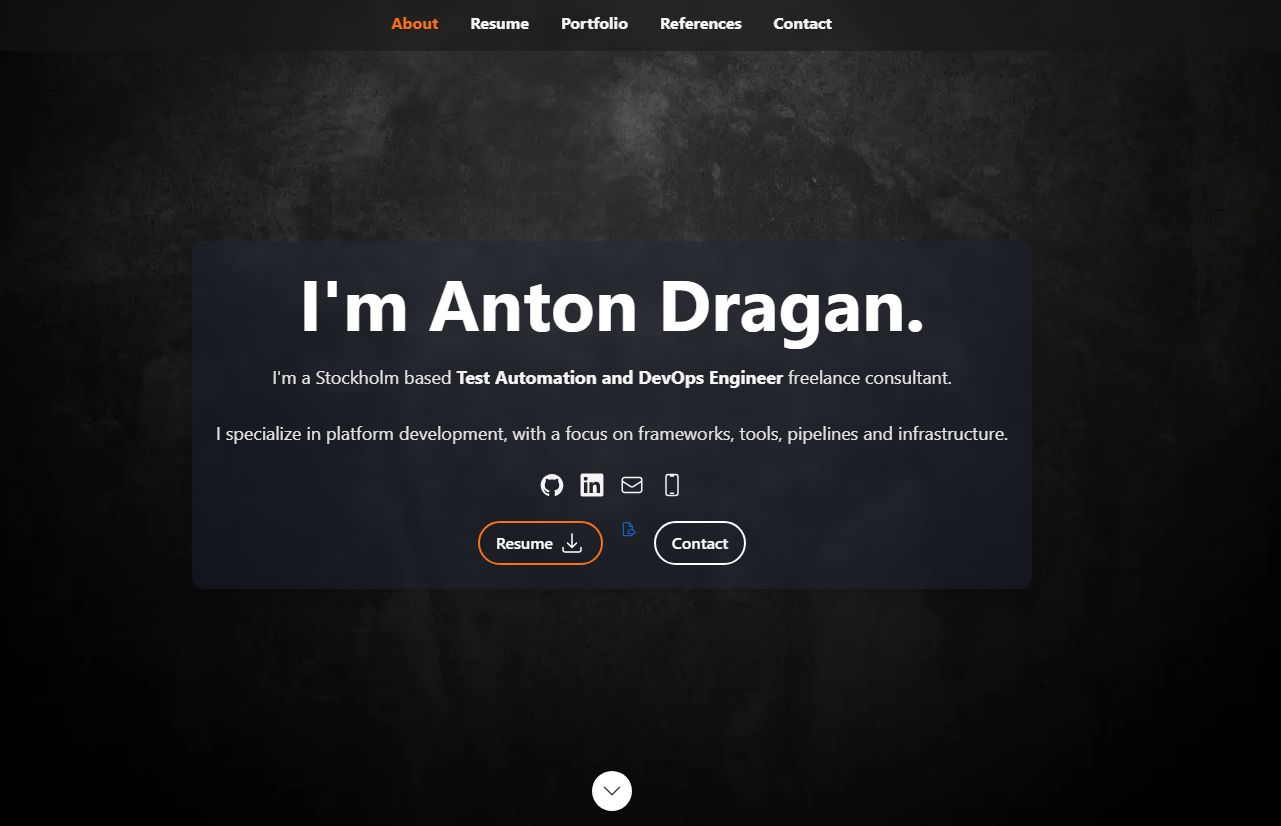 About Resume Portfolio References Contact
I'm Anton Dragan.
I'm a Stockholm based Test Automation and DevOps Engineer freelance consultant.
I specialize in platform development, with a focus on frameworks, tools, pipelines and infrastructure.
in
Resume Contact